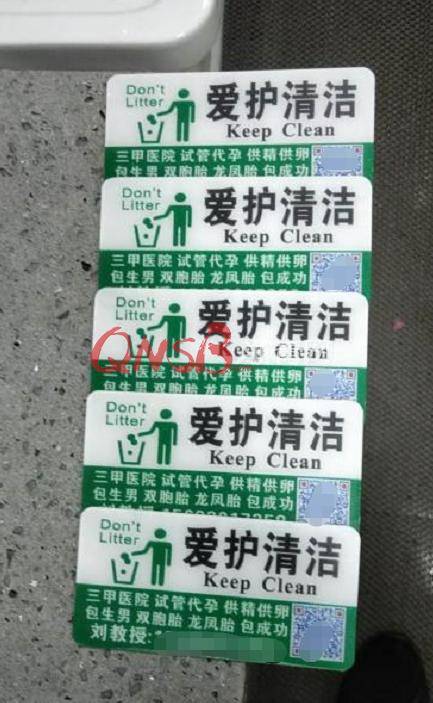 Don't
Litter
爱护清洁
Keep Clean
三甲医院 试管代孕 供精供卵
包生男 双胞胎 龙凤胎 包成功
Don't
Litter
爱护清洁
Keep Clean
三甲医院 试管代孕 供精供卵
包生男 双胞胎 龙凤胎 包成功
Don't
Litter
爱护清洁
Keep Clean
QNSB
三甲医院 试管代孕 供精供卵
包生男 双胞胎 龙凤胎 包成功
Don't
Litter
爱护清洁
Keep Clean
三甲医院 试管代孕 供精供卵
包生男 双胞胎 龙凤胎 包成功
Don't
Litter
爱护清洁
Keep Clean
三甲医院 试管代孕 供精供卵
包生男 双胞胎 龙凤胎 包成功
刘教授: